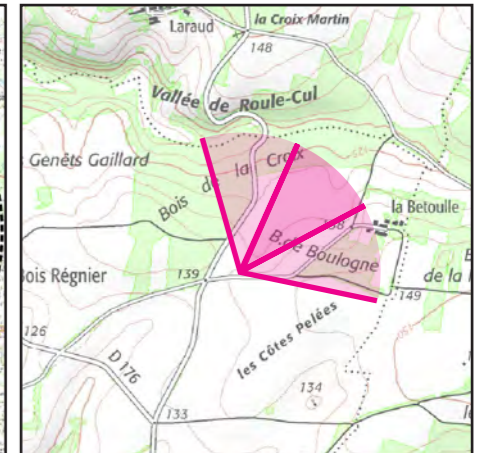 la Croix Martin
Laraud
148
Vallée de Roule-Cul
Genêts Gaillard
Bois de la Croix
la Betoulle
B. de Boulogne
ois Régnier
139
de la
149
les Côtes Pelées
126
D 176
134
133